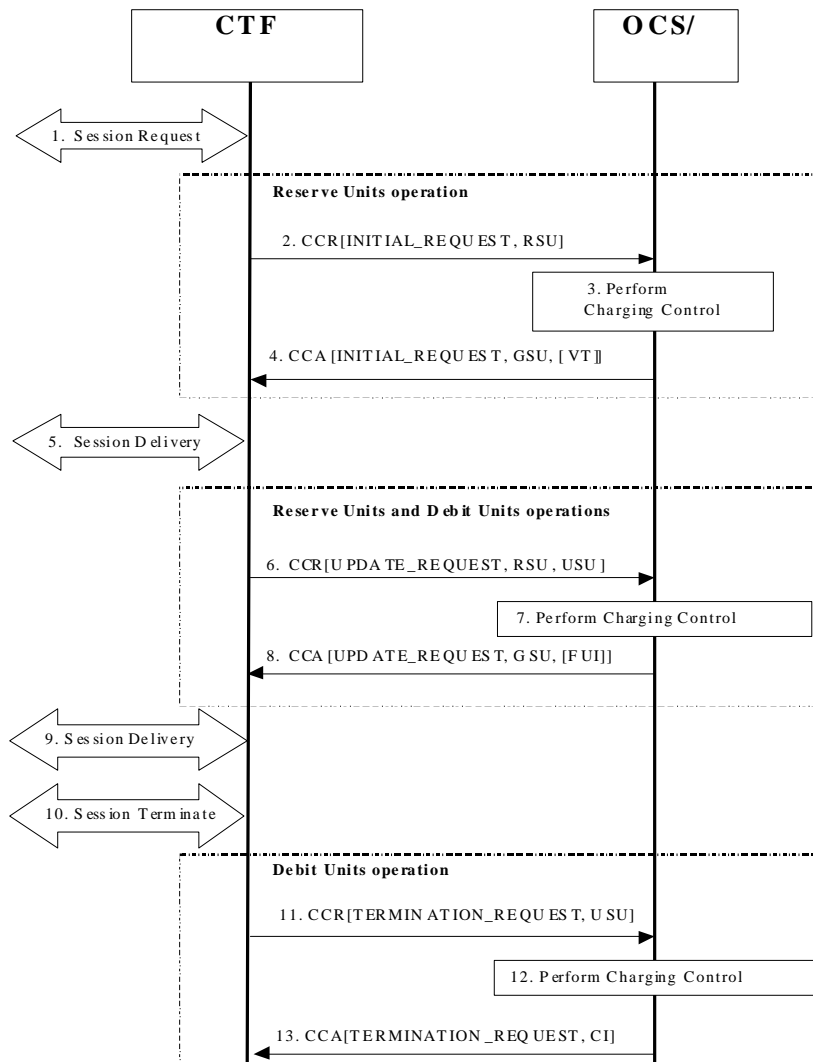 CTF
OCS/
1. Session Request
Reserve Units operation
2. CCR[INITIAL_REQUEST, RSU]
3. Perform
Charging Control
4. CCA [INITIAL_REQUEST, GSU, [VT]]
5. Session Delivery
Reserve Units and Debit Units operations
6. CCR[UPDATE_REQUEST, RSU, USU]
7. Perform Charging Control
8. CCA [UPDATE_REQUEST, GSU, [FUI]]
9. Session Delivery
10. Session Terminate
Debit Units operation
11. CCR[TERMINATION_REQUEST, USU]
12. Perform Charging Control
13. CCA[TERMINATION_REQUEST, CI]